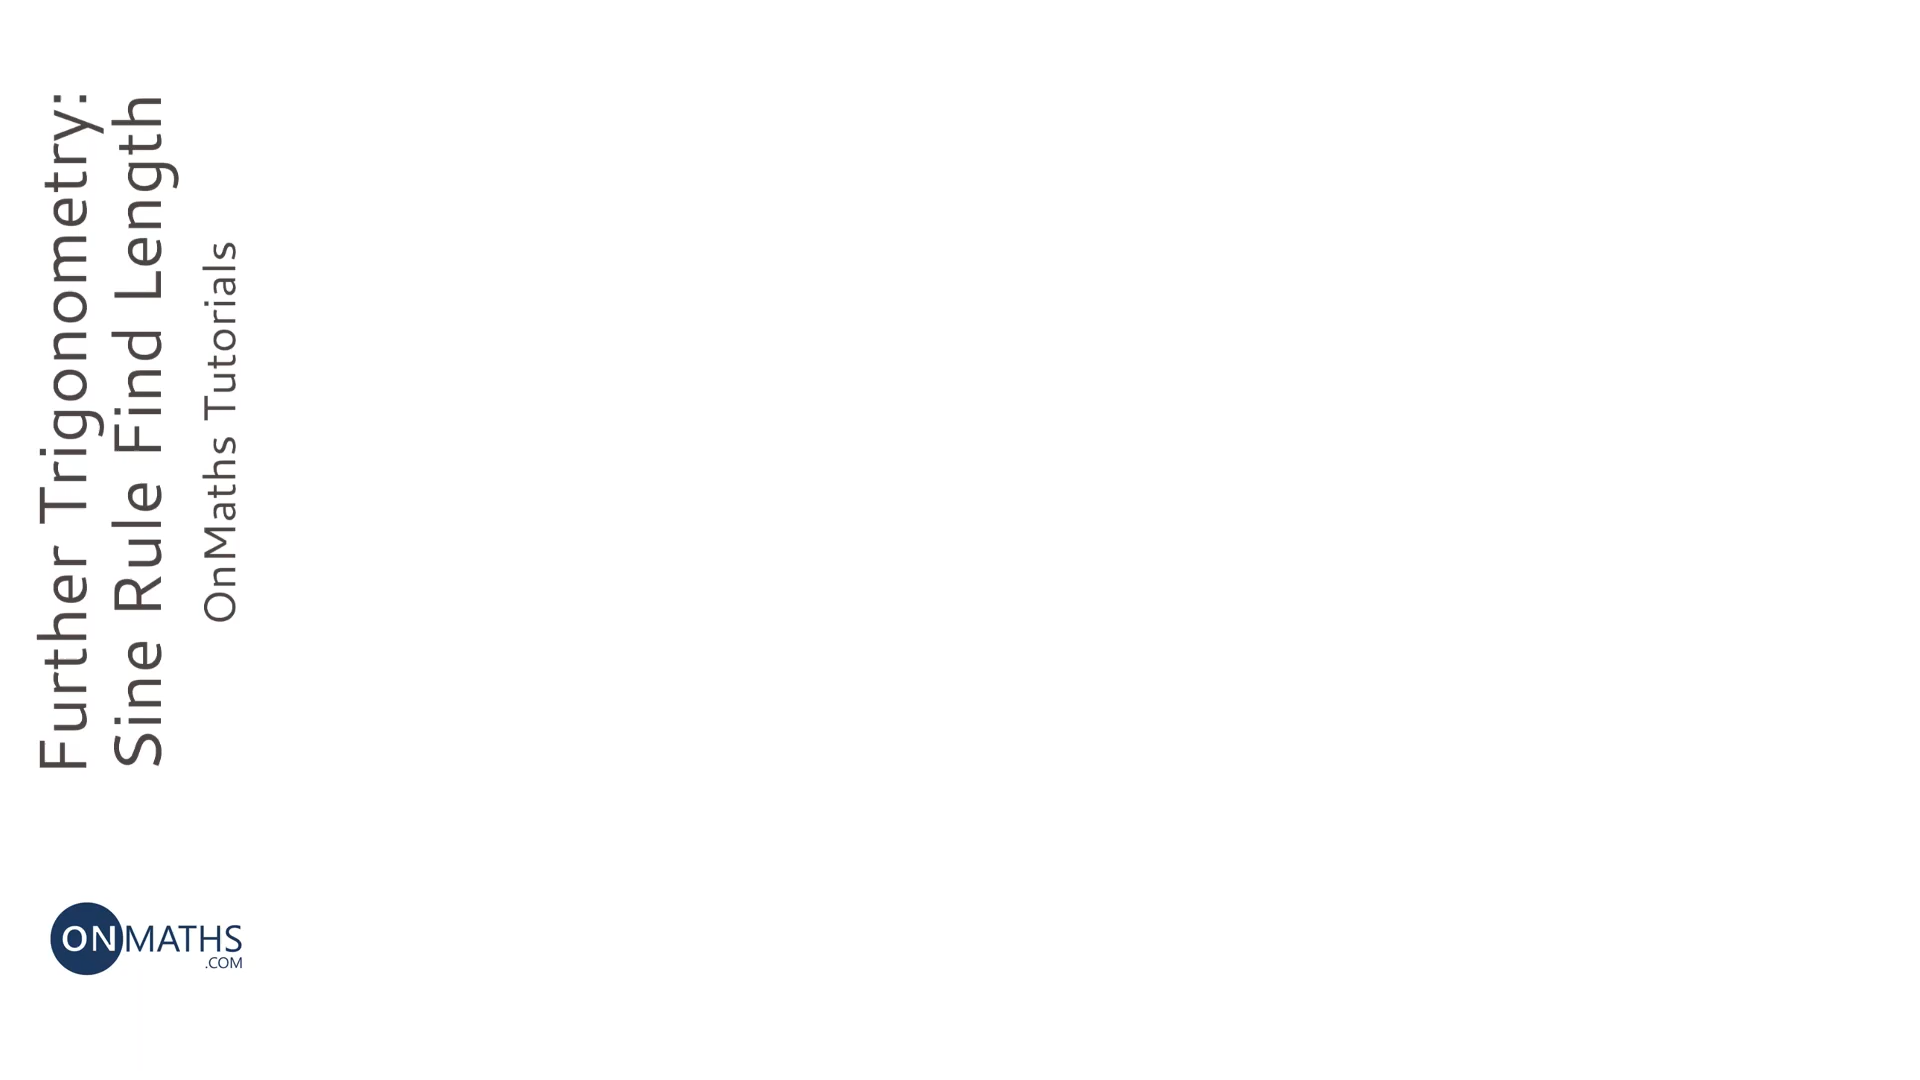 Further Trigonometry:
Sine Rule Find Length
OnMaths Tutorials
ONMATHS
.COM